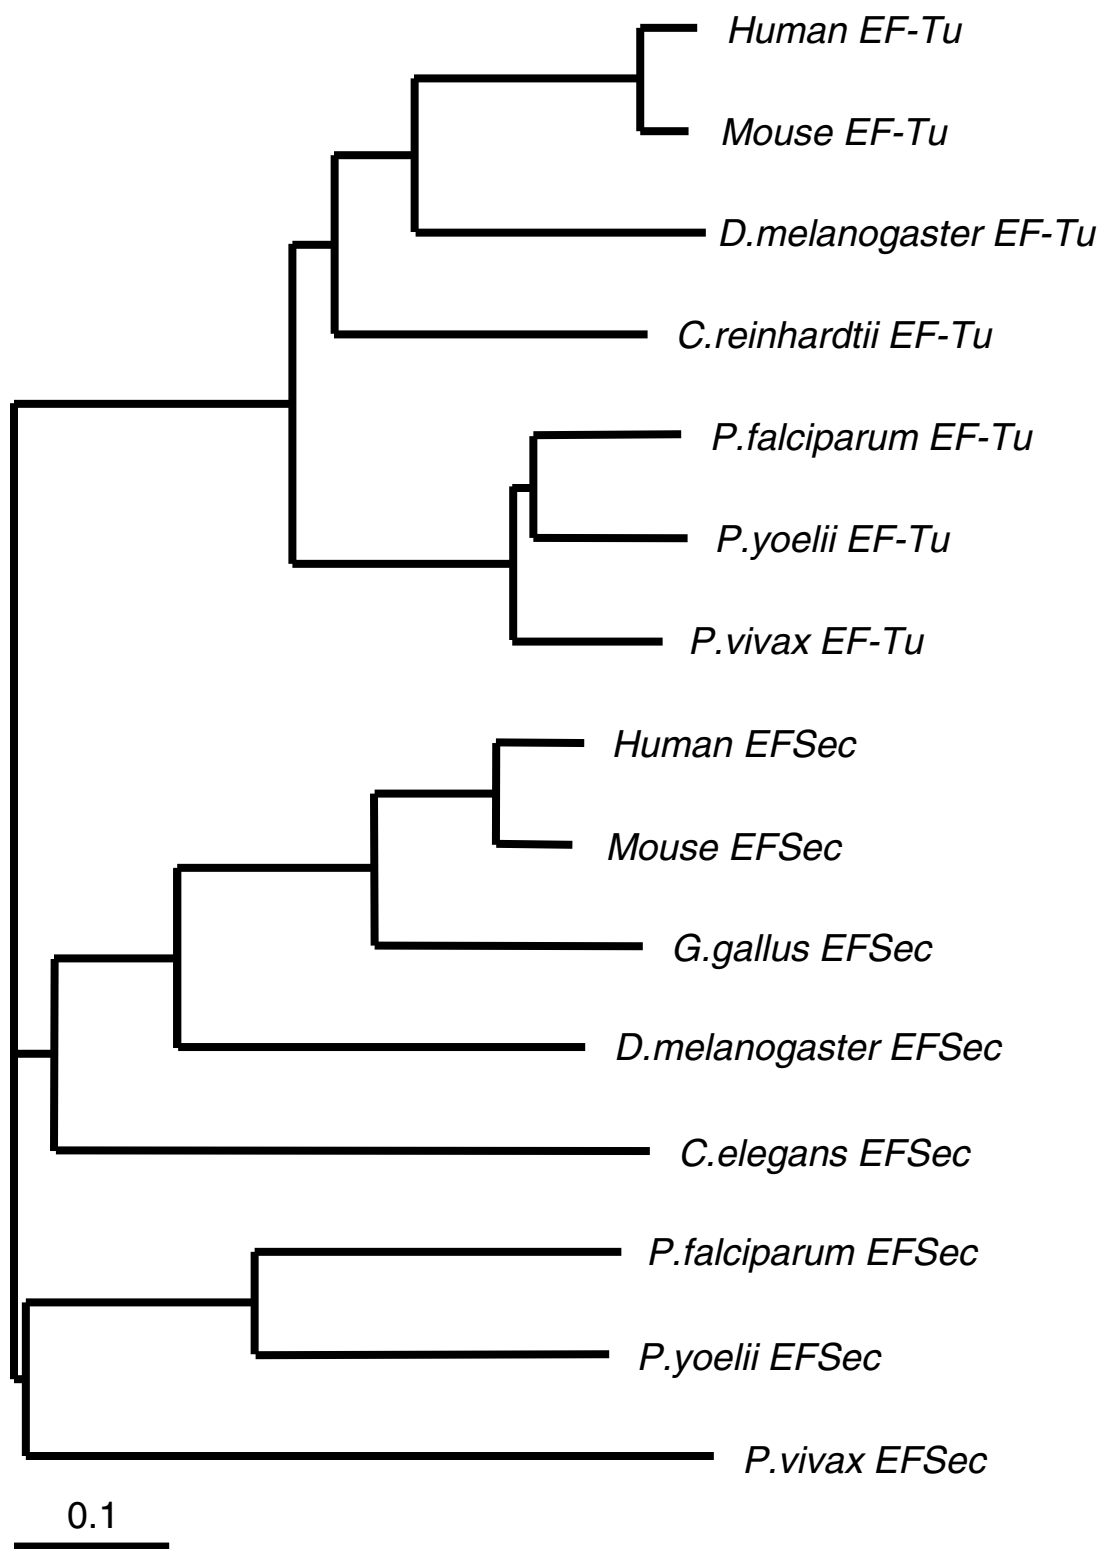 Human EF-Tu
Mouse EF-Tu
D.melanogaster EF-Tu
C.reinhardtii EF-Tu
P.falciparum EF-Tu
P.yoelii EF-Tu
P.vivax EF-Tu
Human EFSec
Mouse EFSec
G.gallus EFSec
D.melanogaster EFSec
C.elegans EFSec
P.falciparum EFSec
P.yoelii EFSec
P.vivax EFSec
0.1